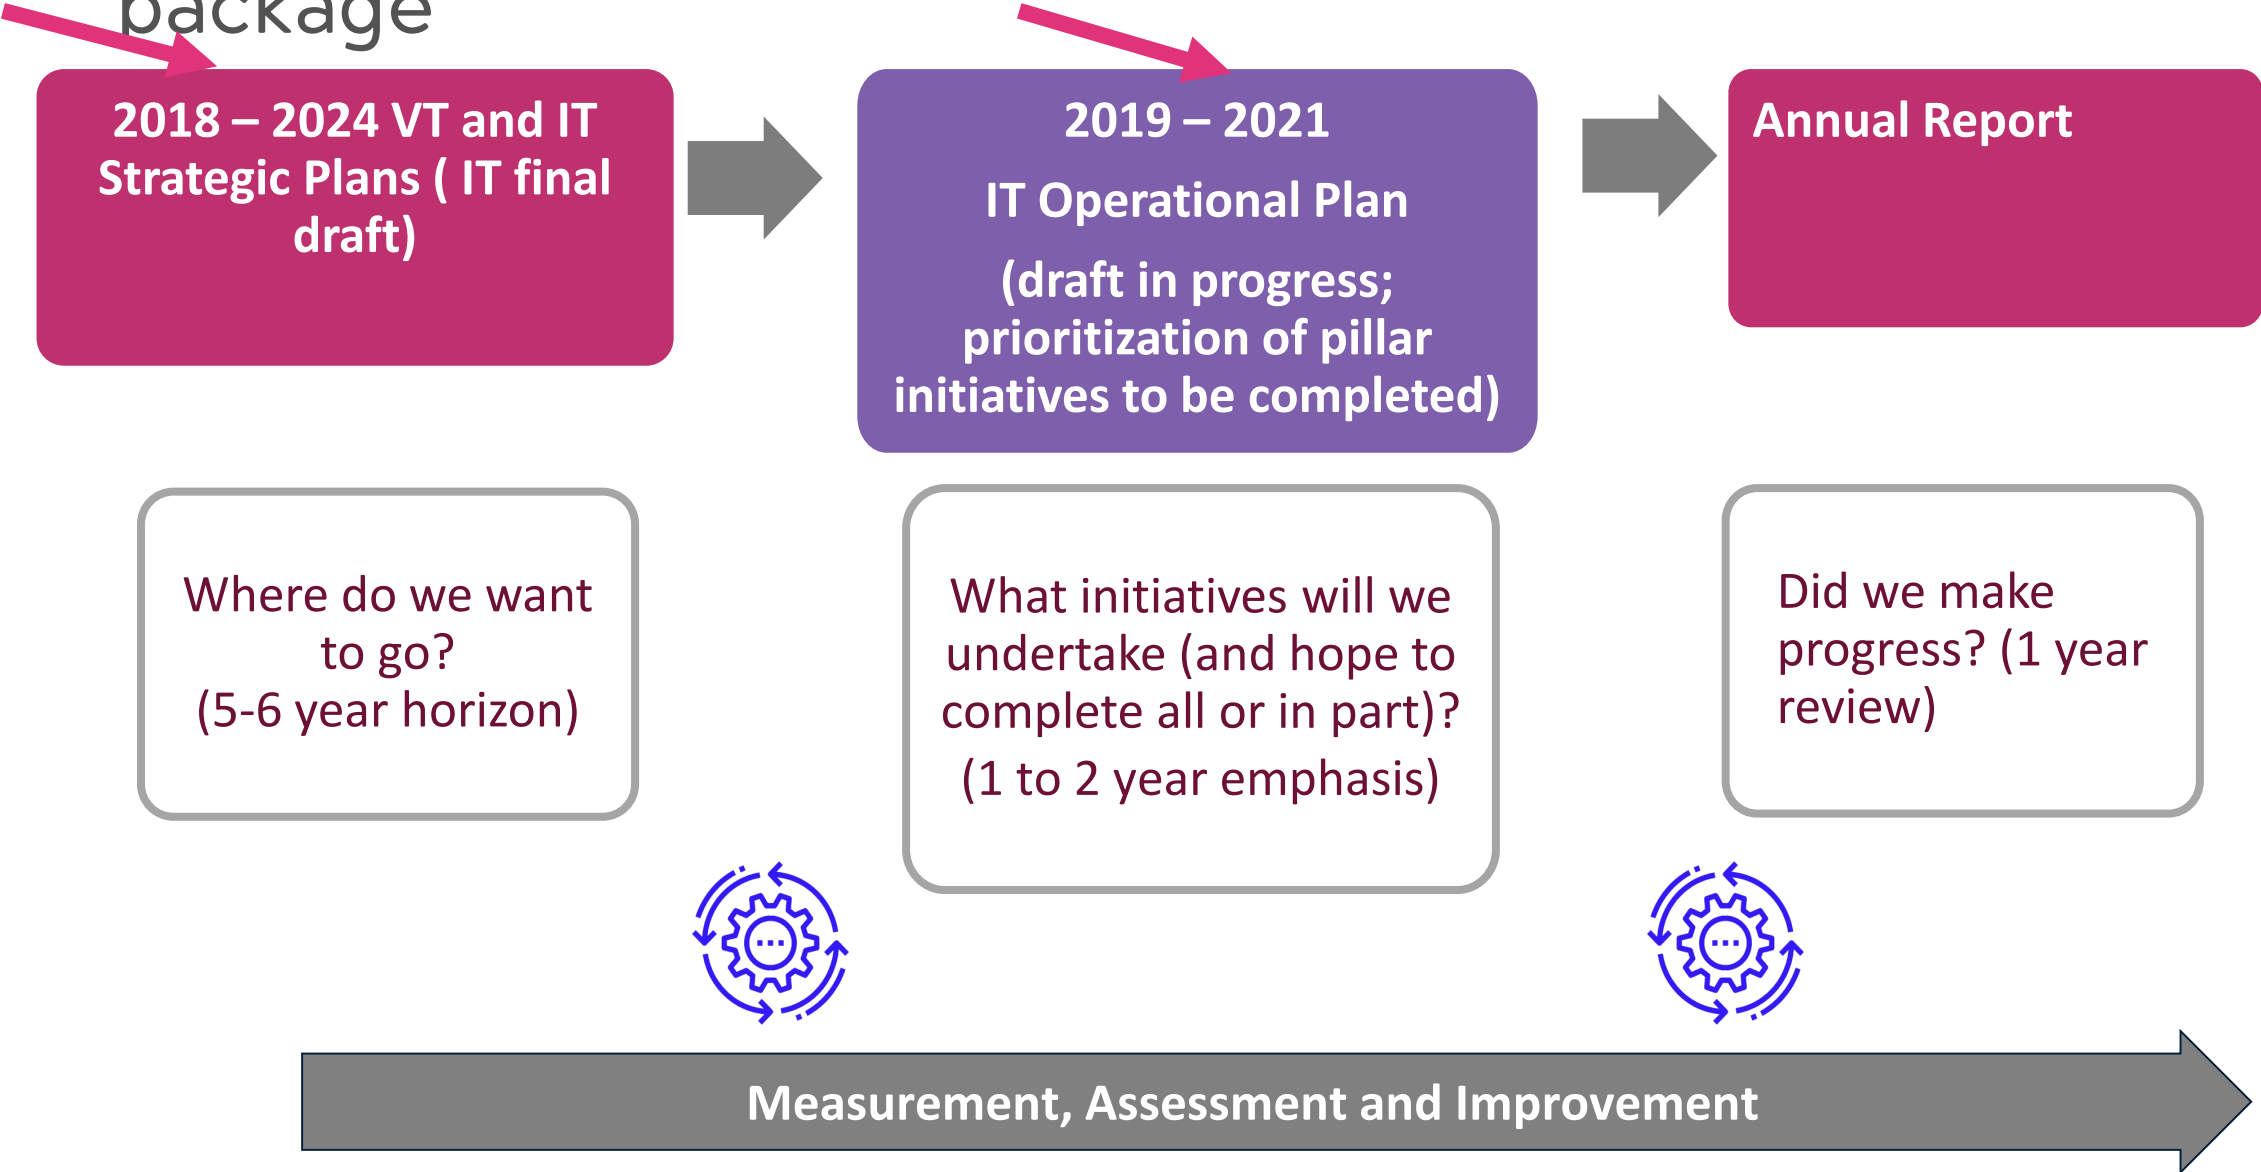 package
2018 – 2024 VT and IT
Strategic Plans ( IT final
draft)
2019 – 2021
IT Operational Plan
(draft in progress;
prioritization of pillar
initiatives to be completed)
Annual Report
Where do we want
to go?
(5-6 year horizon)
What initiatives will we
undertake (and hope to
complete all or in part)?
(1 to 2 year emphasis)
Did we make
progress? (1 year
review)
Measurement, Assessment and Improvement